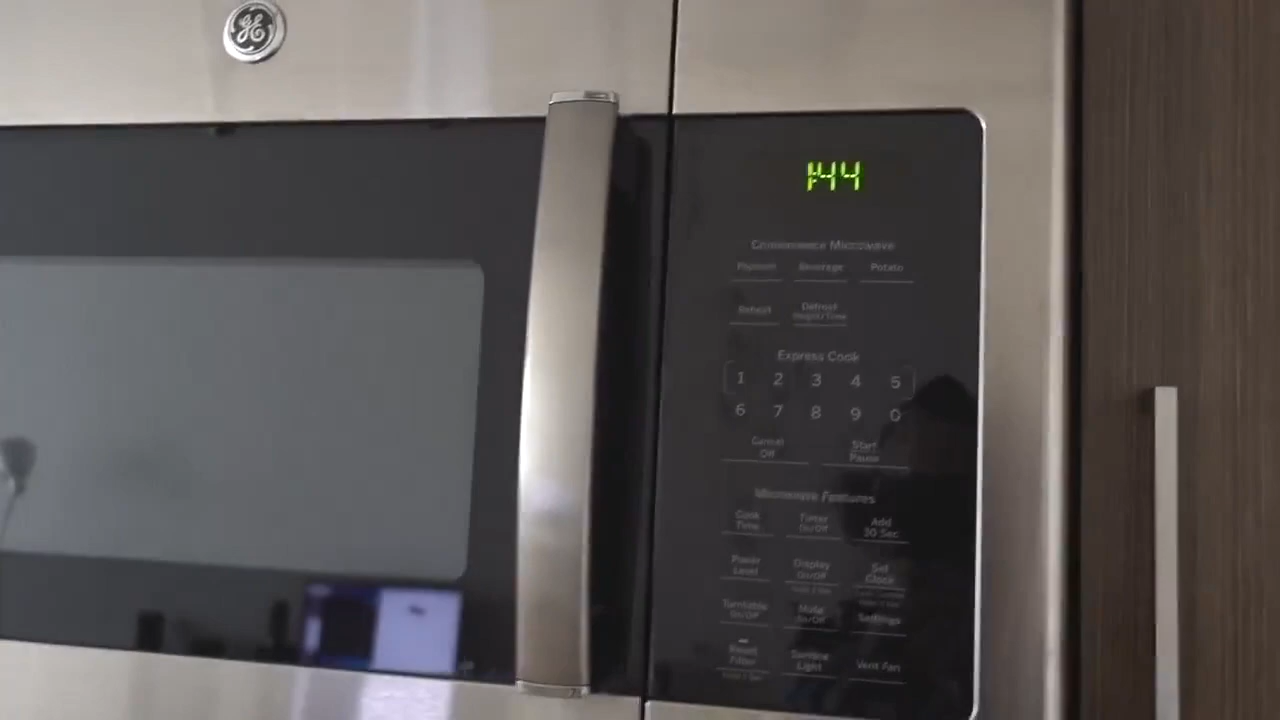 GE
1:44
Convenience Microwave
Popcorn Beverage Potato
Reheat Defrost
Weight/Time
Express Cook
1 2 3 4 5
6 7 8 9 0
Cancel Start
Off Pause
Microwave Features
Cook Timer Add
Time On/Off 30 Sec
Power Display Set
Level On/Off Clock
Turntable Mute Settings
On/Off On/Off
Reset Surface Vent Fan
Filter Light